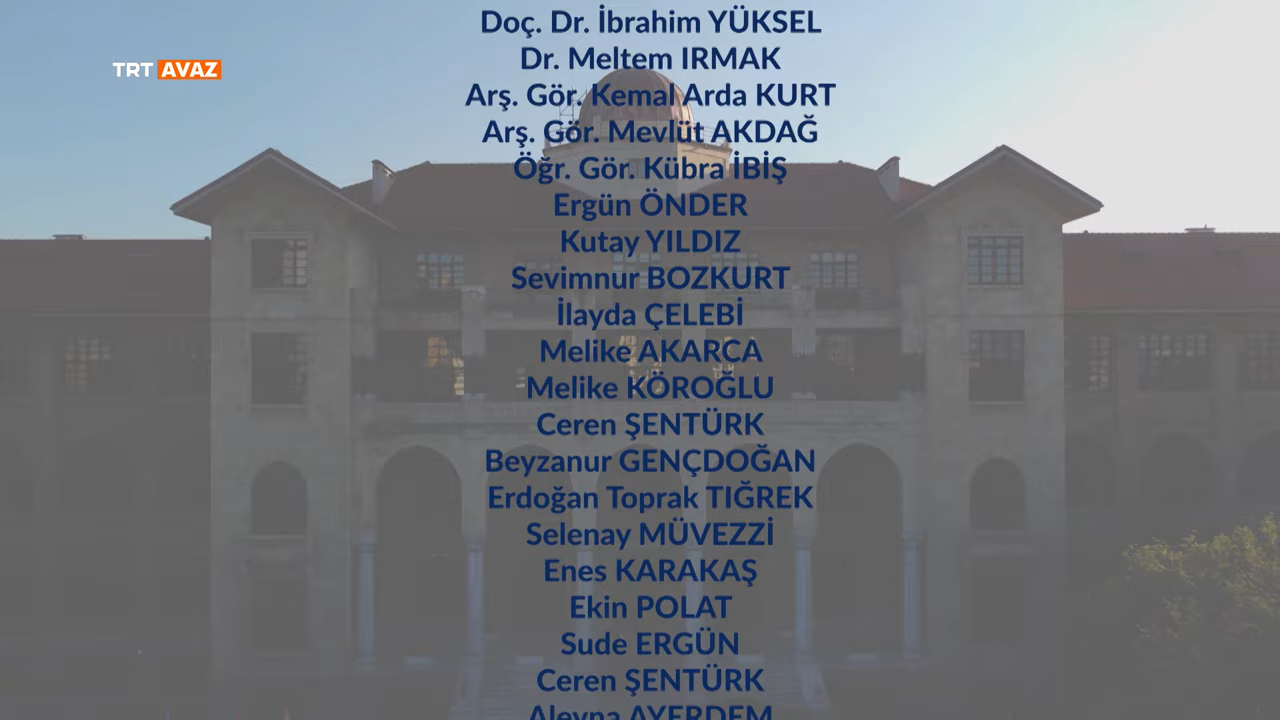 Doç. Dr. İbrahim YÜKSEL
TRT AVAZ
Dr. Meltem IRMAK
Arş. Gör. Kemal Arda KURT
Arş. Gör. Mevlüt AKDAĞ
Öğr. Gör. Kübra İBİŞ
Ergün ÖNDER
Kutay YILDIZ
Sevimnur BOZKURT
İlayda ÇELEBİ
Melike AKARCA
Melike KÖROĞLU
Ceren ŞENTÜRK
Beyzanur GENÇDOĞAN
Erdoğan Toprak TIĞREK
Selenay MÜVEZZİ
Enes KARAKAŞ
Ekin POLAT
Sude ERGÜN
Ceren ŞENTÜRK
Aleyna AYERDEM